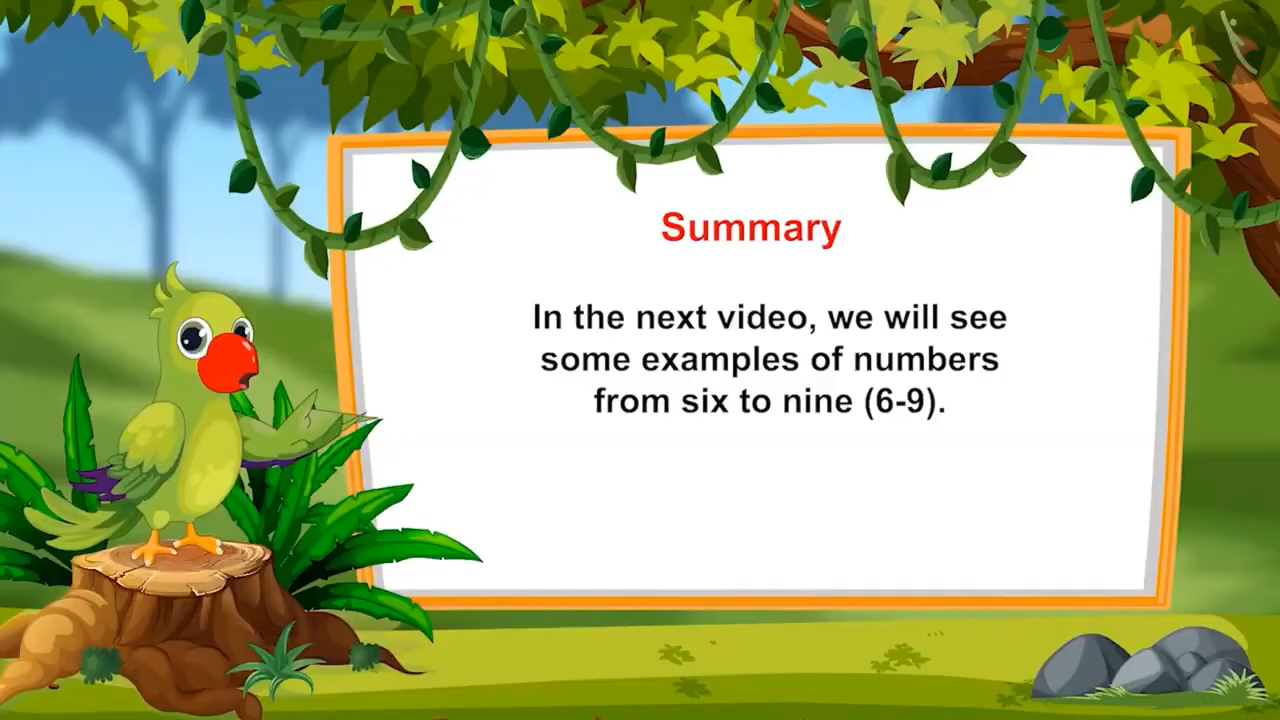 Summary
In the next video, we will see
some examples of numbers
from six to nine (6-9).